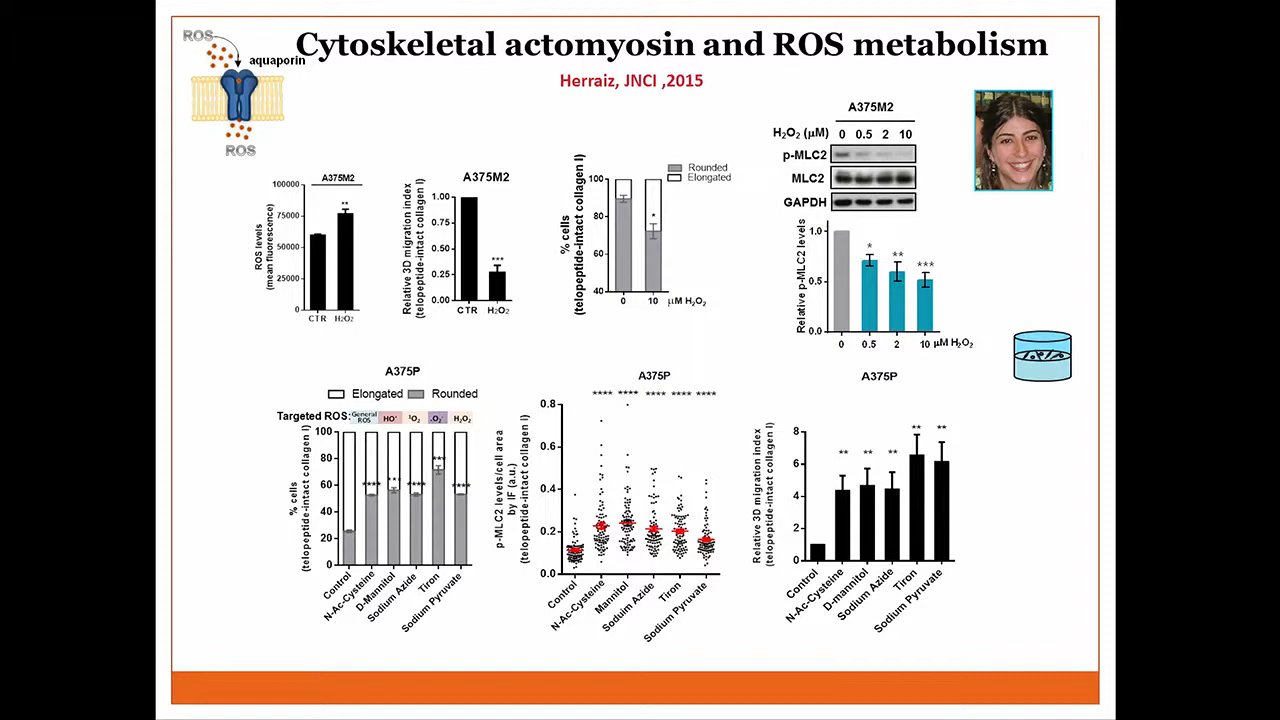 Cytoskeletal actomyosin and ROS metabolism
Herraiz, JNCI ,2015
ROS
aquaporin
ROS
A375M2
ROS levels
(mean fluorescence)
100000
75000
50000
25000
0
**
CTR H₂O₂
A375M2
Relative 3D migration index
(telopeptide-intact collagen I)
1.00
0.75
0.50
0.25
0.00
***
CTR H₂O₂
% cells
(telopeptide-intact collagen I)
100
80
60
40
*
0 10 µM H₂O₂
Rounded
Elongated
A375M2
H₂O₂ (µM) 0 0.5 2 10
p-MLC2
MLC2
GAPDH
Relative p-MLC2 levels
1.0
0.5
0.0
* ** ***
0 0.5 2 10 µM H₂O₂
A375P
Elongated Rounded
Targeted ROS: General ROS HO· ¹O₂ .O₂⁻ H₂O₂
% cells
(telopeptide-intact collagen I)
100
80
60
40
20
0
**** *** **** *** ****
Control
N-Ac-Cysteine
D-Mannitol
Sodium Azide
Tiron
Sodium Pyruvate
A375P
**** **** **** **** ****
p-MLC2 levels/cell area
by IF (a.u.)
(telopeptide-intact collagen I)
0.8
0.6
0.4
0.2
0.0
Control
N-Ac-Cysteine
Mannitol
Soduim Azide
Tiron
Sodium Pyruvate
A375P
Relative 3D migration index
(telopeptide-intact collagen I)
8
6
4
2
0
** ** ** ** **
Control
N-Ac-Cysteine
D-mannitol
Sodium Azide
Tiron
Sodium Pyruvate